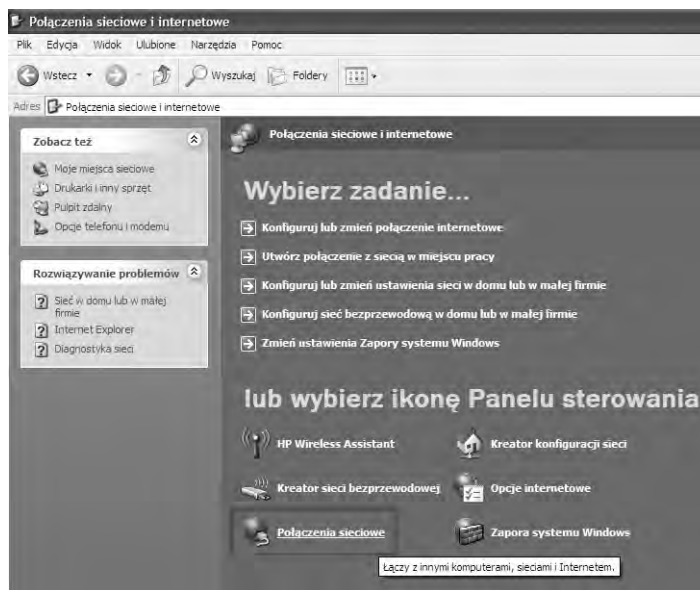 Połączenia sieciowe i internetowe
Plik Edycja Widok Ulubione Narzędzia Pomoc
Wstecz Wyszukaj Foldery
Adres Połączenia sieciowe i internetowe
Zobacz też
Moje miejsca sieciowe
Drukarki i inny sprzęt
Pulpit zdalny
Opcje telefonu i modemu
Rozwiązywanie problemów
Sieć w domu lub w małej
firmie
Internet Explorer
Diagnostyka sieci
Połączenia sieciowe i internetowe
Wybierz zadanie...
Konfiguruj lub zmień połączenie internetowe
Utwórz połączenie z siecią w miejscu pracy
Konfiguruj lub zmień ustawienia sieci w domu lub w małej firmie
Konfiguruj sieć bezprzewodową w domu lub w małej firmie
Zmień ustawienia Zapory systemu Windows
lub wybierz ikonę Panelu sterowania
HP Wireless Assistant
Kreator konfiguracji sieci
Kreator sieci bezprzewodowej
Opcje internetowe
Połączenia sieciowe
Zapora systemu Windows
Łączy z innymi komputerami, sieciami i Internetem.